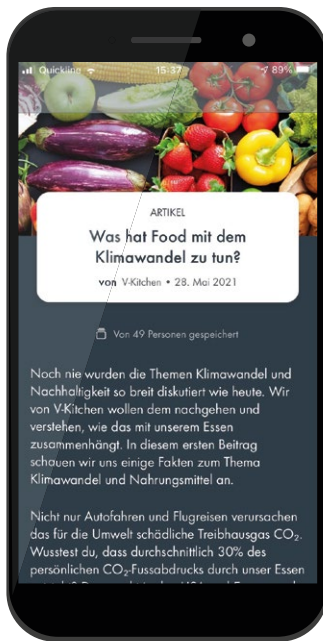 Quickline
15:37
89%
ARTIKEL
Was hat Food mit dem
Klimawandel zu tun?
von V-Kitchen • 28. Mai 2021
Von 49 Personen gespeichert
Noch nie wurden die Themen Klimawandel und
Nachhaltigkeit so breit diskutiert wie heute. Wir
von V-Kitchen wollen dem nachgehen und
verstehen, wie das mit unserem Essen
zusammenhängt. In diesem ersten Beitrag
schauen wir uns einige Fakten zum Thema
Klimawandel und Nahrungsmittel an.
Nicht nur Autofahren und Flugreisen verursachen
das für die Umwelt schädliche Treibhausgas CO₂.
Wusstest du, dass durchschnittlich 30% des
persönlichen CO₂-Fussabdrucks durch unser Essen